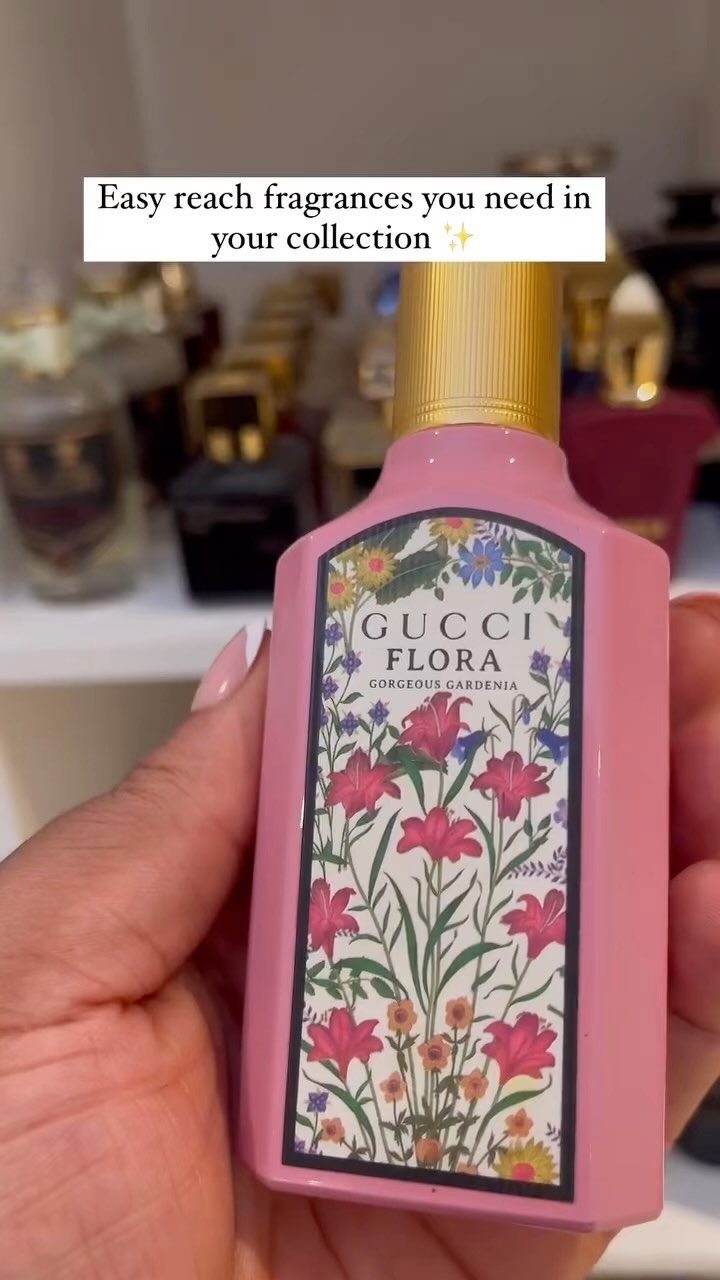 Easy reach fragrances you need in
your collection ✨
GUCCI
FLORA
GORGEOUS GARDENIA